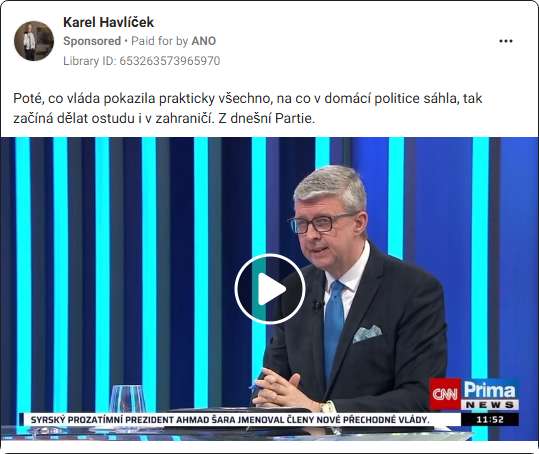 Karel Havlíček
Sponsored • Paid for by ANO
Library ID: 653263573965970
Poté, co vláda pokazila prakticky všechno, na co v domácí politice sáhla, tak
začíná dělat ostudu i v zahraničí. Z dnešní Partie.
CNN Prima
NEWS
SYRSKÝ PROZATÍMNÍ PREZIDENT AHMAD ŠARA JMENOVAL ČLENY NOVÉ PŘECHODNÉ VLÁDY.
11:52